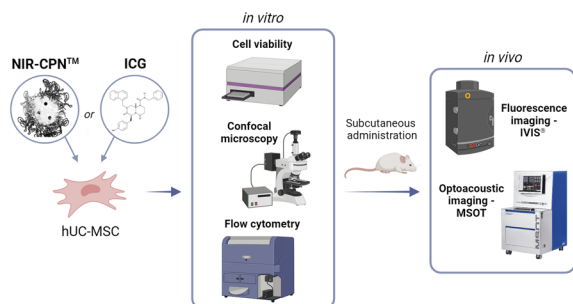 in vitro
NIR-CPN™
ICG
or
hUC-MSC
Cell viability
Confocal
microscopy
Flow cytometry
Subcutaneous
administration
in vivo
Fluorescence
imaging -
IVIS®
Optoacoustic
imaging -
MSOT
MSOT